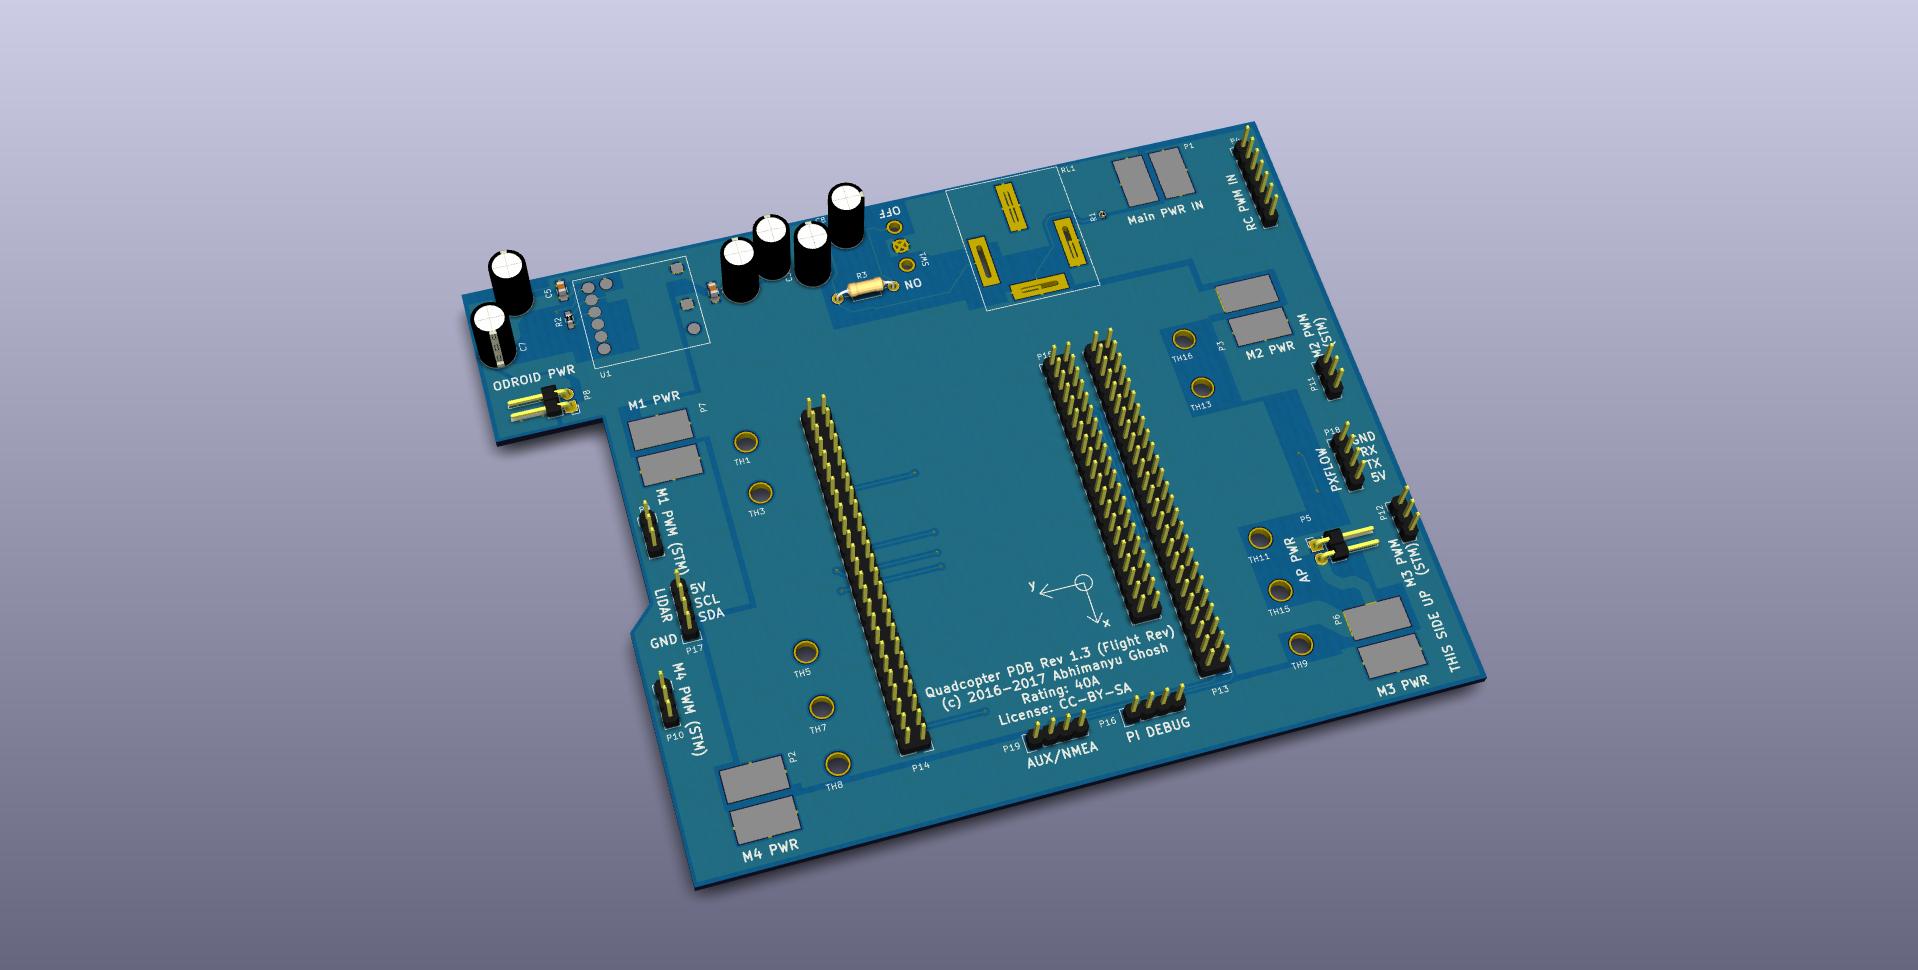 P1
RL1
Main PWR IN
R1
RC PWM IN
OFF
SW1
ON
R3
C5
R2
C7
U1
ODROID PWR
P8
M1 PWR
P7
TH1
TH3
M1 PWM (STM)
LIDAR
5V
SCL
SDA
GND
P17
M4 PWM (STM)
P10
TH5
TH7
TH8
P2
M4 PWR
P14
TH16
TH13
P3
M2 PWR
M2 PWM
(STM)
P11
P18
PXFLOW
GND
RX
TX
5V
P12
M3 PWM
(STM)
P5
AP PWR
TH11
TH15
TH9
P6
M3 PWR
THIS SIDE UP
y
x
Quadcopter PDB Rev 1.3 (Flight Rev)
(c) 2016-2017 Abhimanyu Ghosh
Rating: 40A
License: CC-BY-SA
P13
P16
PI DEBUG
P19
AUX/NMEA